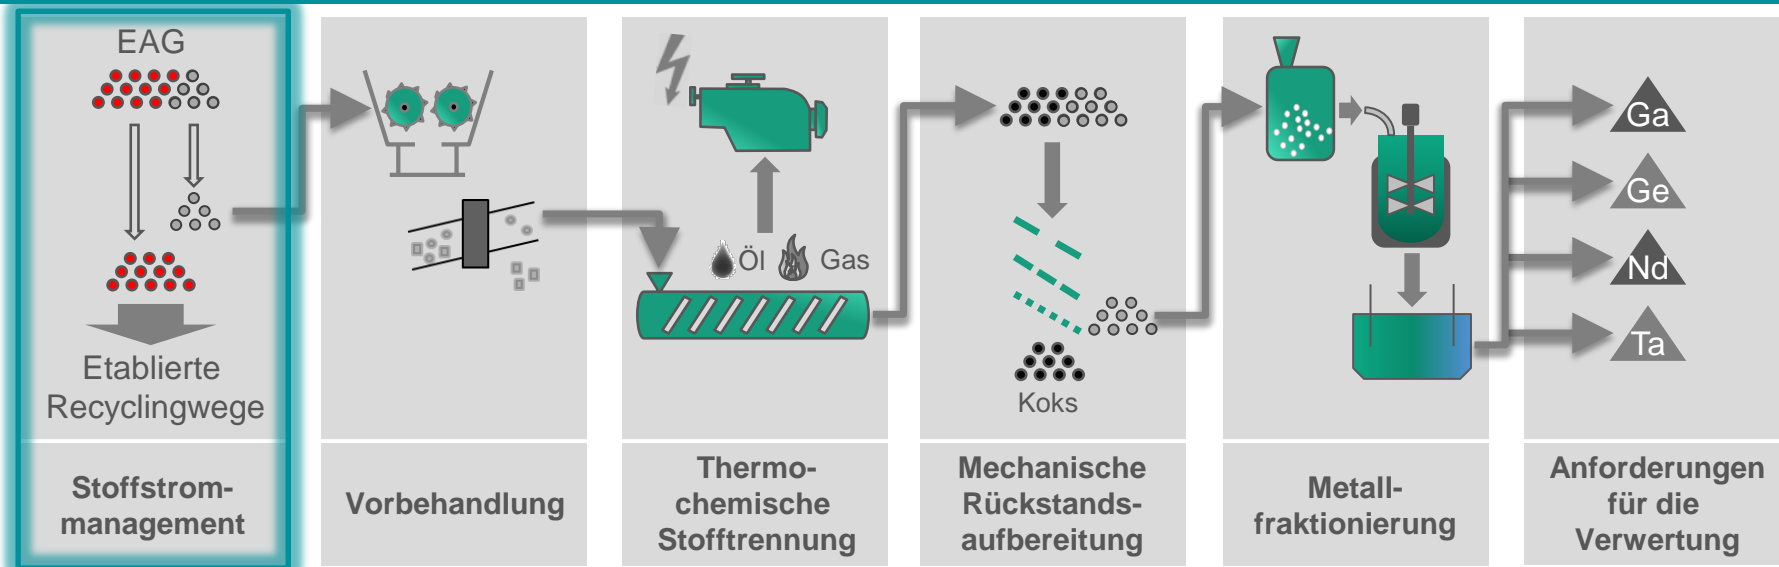 EAG
Etablierte
Recyclingwege
Stoffstrom-
management
Vorbehandlung
Öl
Gas
Thermo-
chemische
Stofftrennung
Koks
Mechanische
Rückstands-
aufbereitung
Metall-
fraktionierung
Ga
Ge
Nd
Ta
Anforderungen
für die
Verwertung